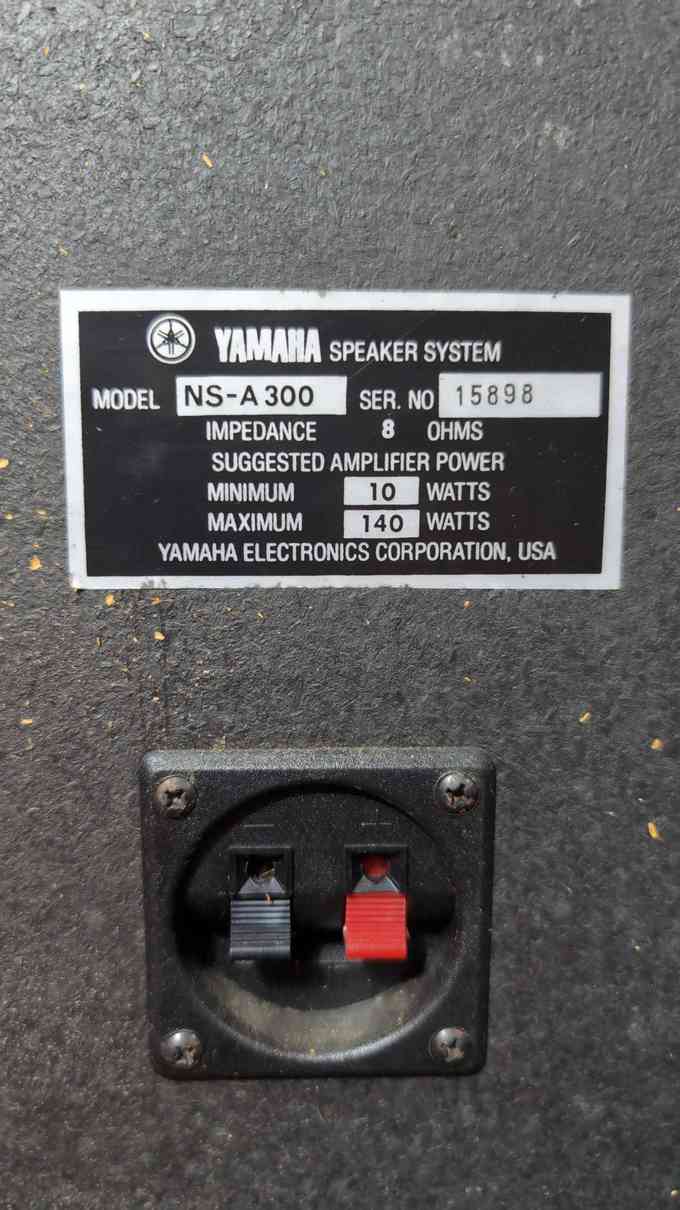 YAMAHA SPEAKER SYSTEM
MODEL NS-A300 SER. NO 15898
IMPEDANCE 8 OHMS
SUGGESTED AMPLIFIER POWER
MINIMUM 10 WATTS
MAXIMUM 140 WATTS
YAMAHA ELECTRONICS CORPORATION, USA